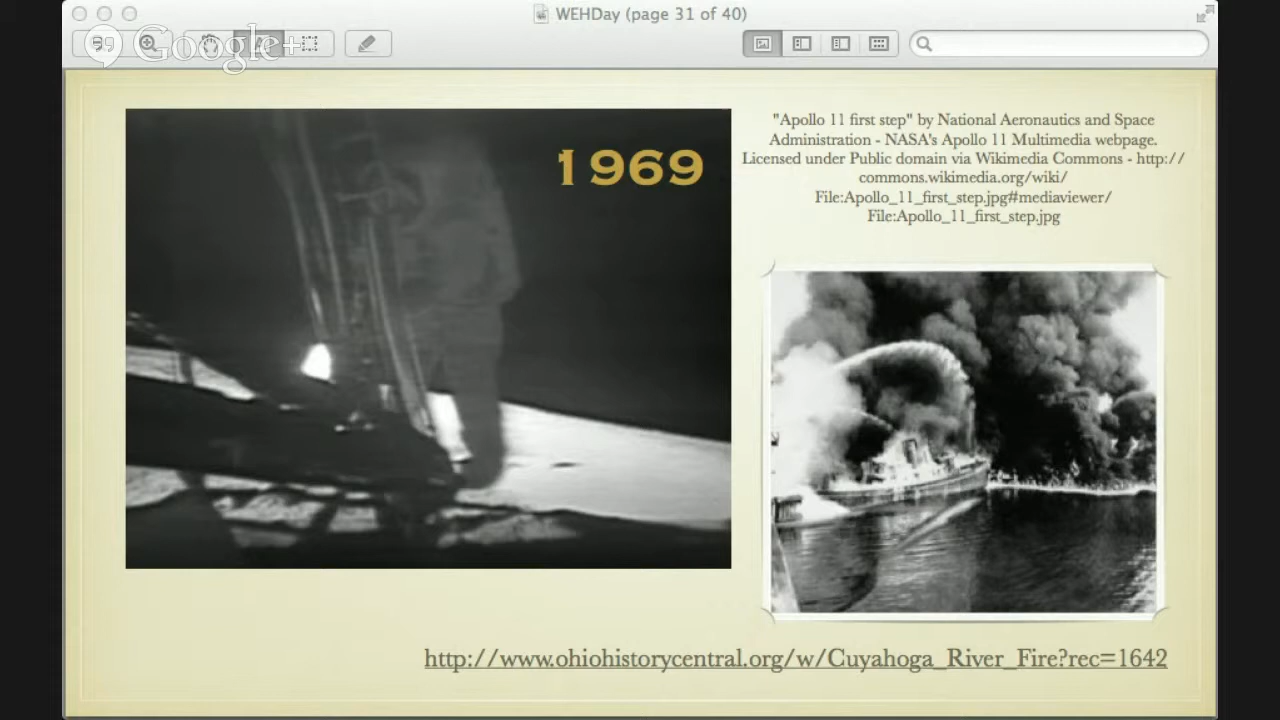 WEHDay (page 31 of 40)
Google+
1969
"Apollo 11 first step" by National Aeronautics and Space
Administration - NASA's Apollo 11 Multimedia webpage.
Licensed under Public domain via Wikimedia Commons - http://
commons.wikimedia.org/wiki/
File:Apollo_11_first_step.jpg#mediaviewer/
File:Apollo_11_first_step.jpg
http://www.ohiohistorycentral.org/w/Cuyahoga_River_Fire?rec=1642